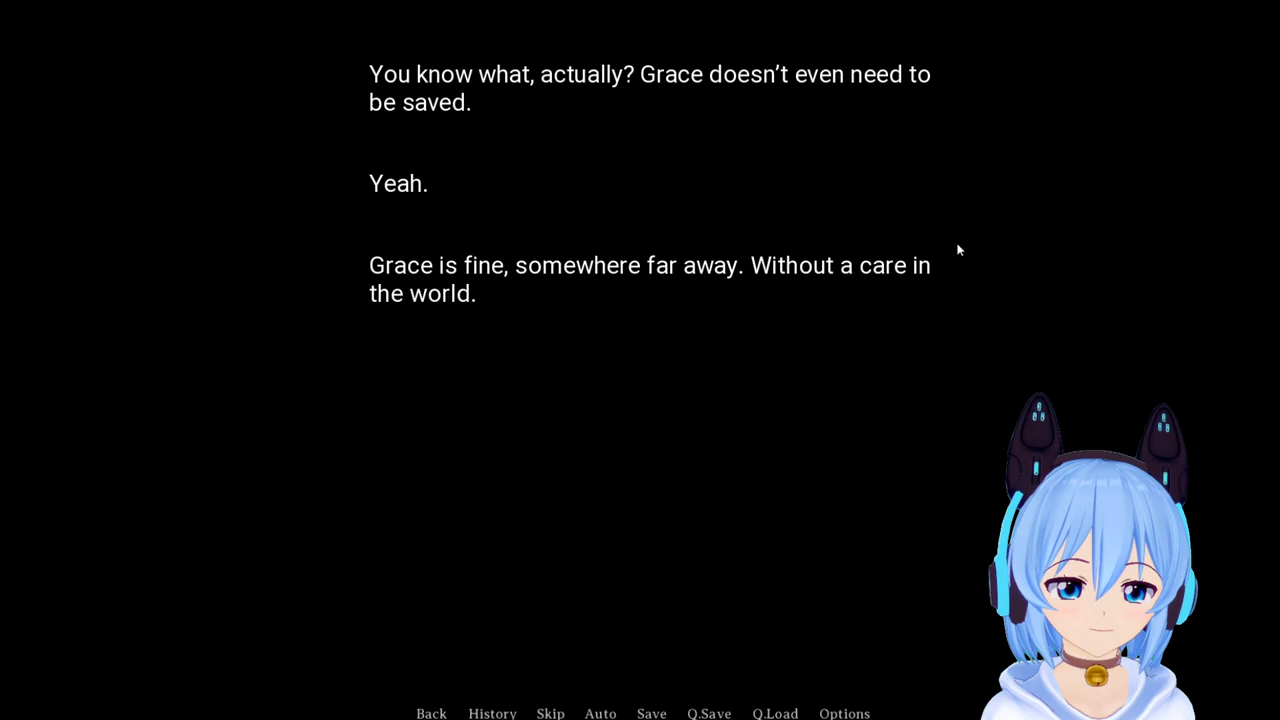 You know what, actually? Grace doesn’t even need to
be saved.
Yeah.
Grace is fine, somewhere far away. Without a care in
the world.
Back History Skip Auto Save Q.Save Q.Load Options